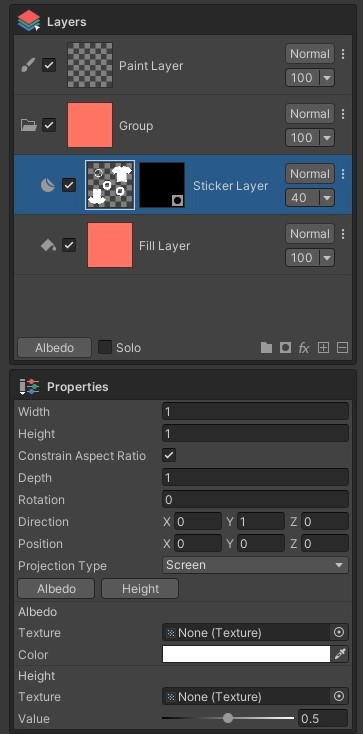 Layers
Paint Layer Normal
100
Group Normal
100
Sticker Layer Normal
40
Fill Layer Normal
100
Albedo Solo fx
Properties
Width 1
Height 1
Constrain Aspect Ratio
Depth 1
Rotation 0
Direction X 0 Y 1 Z 0
Position X 0 Y 0 Z 0
Projection Type Screen
Albedo Height
Albedo
Texture None (Texture)
Color
Height
Texture None (Texture)
Value 0.5